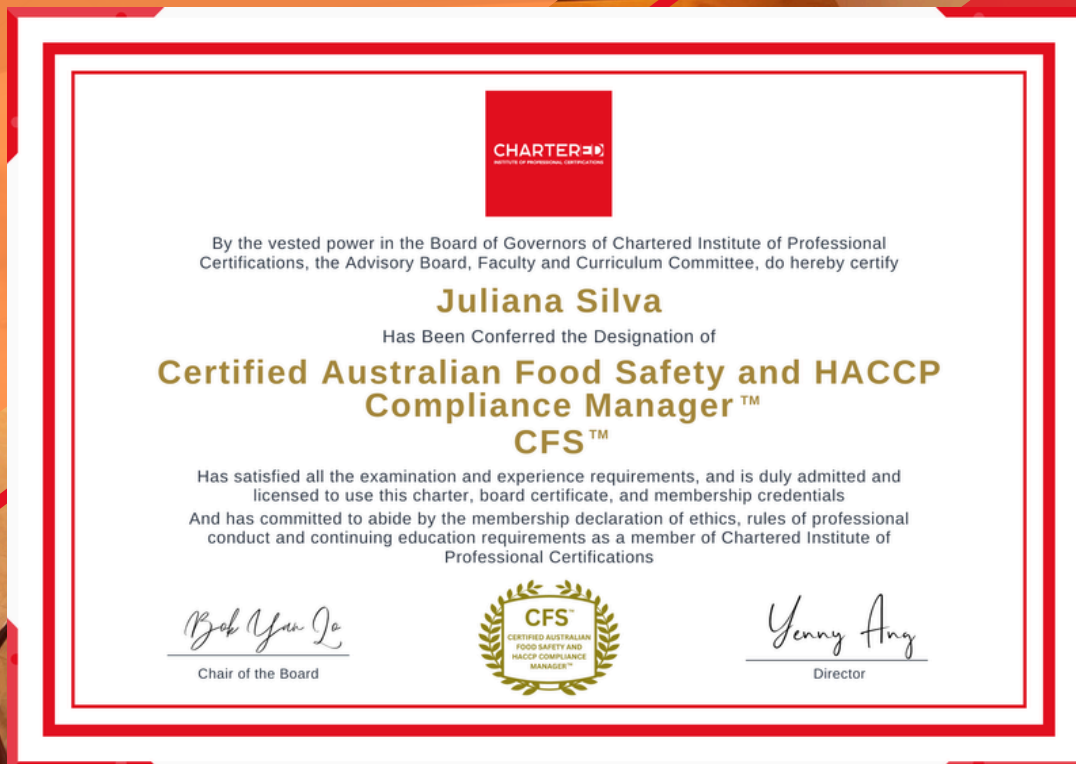 CHARTERED
INSTITUTE OF PROFESSIONAL CERTIFICATIONS
By the vested power in the Board of Governors of Chartered Institute of Professional
Certifications, the Advisory Board, Faculty and Curriculum Committee, do hereby certify
Juliana Silva
Has Been Conferred the Designation of
Certified Australian Food Safety and HACCP
Compliance Manager™
CFS™
Has satisfied all the examination and experience requirements, and is duly admitted and
licensed to use this charter, board certificate, and membership credentials
And has committed to abide by the membership declaration of ethics, rules of professional
conduct and continuing education requirements as a member of Chartered Institute of
Professional Certifications
Bok Yan Lo
Chair of the Board
CFS™
CERTIFIED AUSTRALIAN
FOOD SAFETY AND
HACCP COMPLIANCE
MANAGER™
Yenny Ang
Director